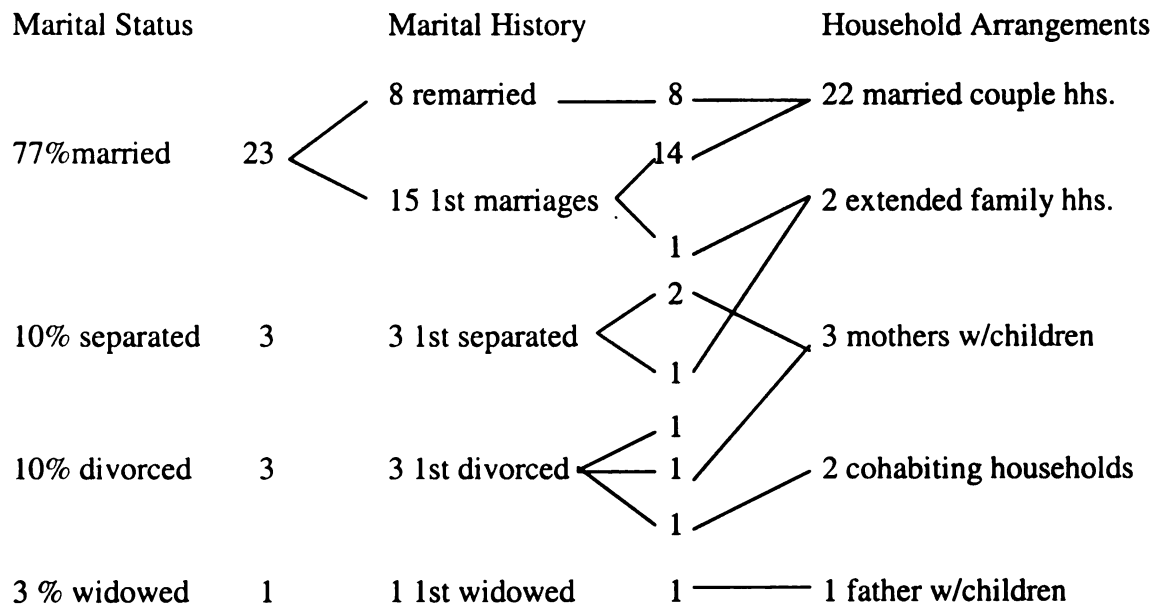 Marital Status Marital History Household Arrangements
8 remarried 8 22 married couple hhs.
77%married 23 14
15 1st marriages 2 extended family hhs.
1
2
10% separated 3 3 1st separated 3 mothers w/children
1
1
10% divorced 3 3 1st divorced 1 2 cohabiting households
1
3 % widowed 1 1 1st widowed 1 1 father w/children